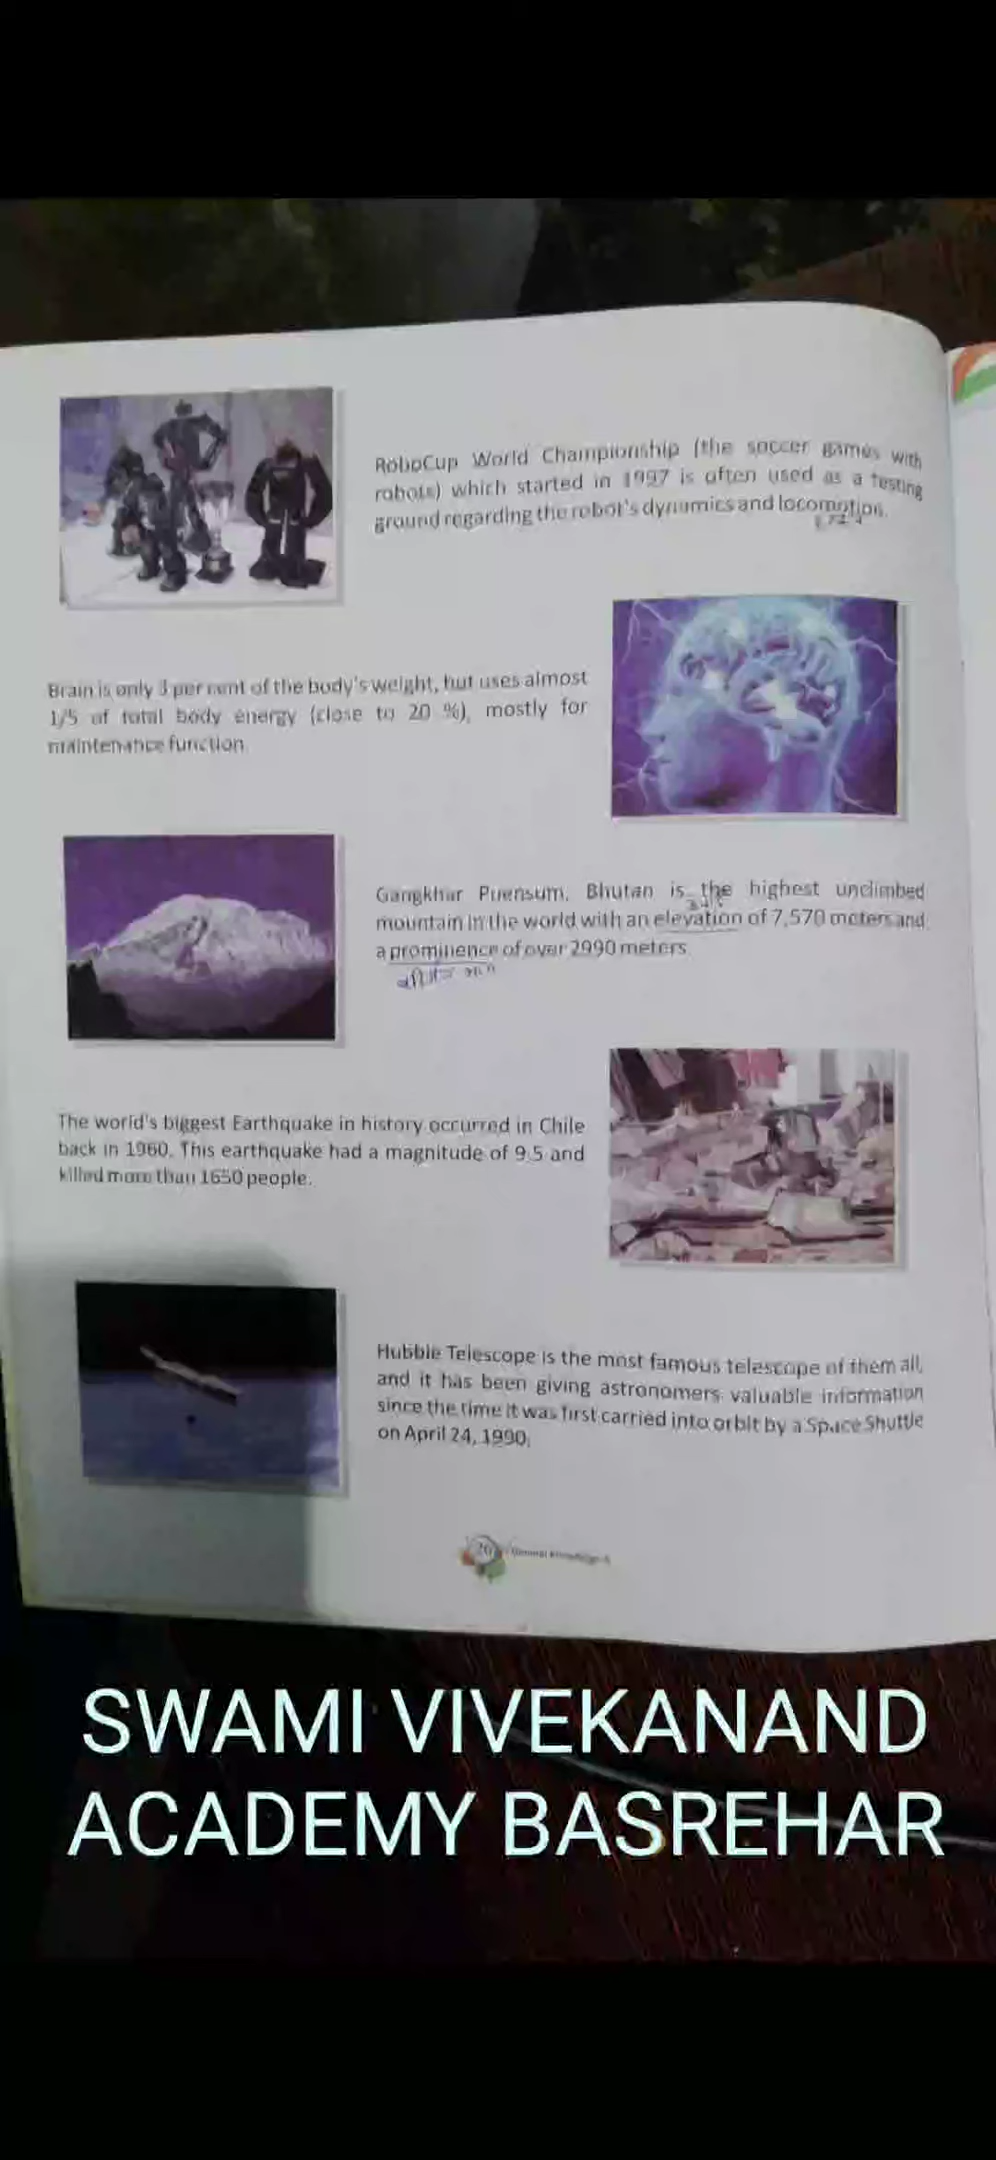 RoboCup World Championship (the soccer games with
robots) which started in 1997 is often used as a testing
ground regarding the robot's dynamics and locomotion.
Brain is only 3 per cent of the body's weight, but uses almost
1/5 of total body energy (close to 20 %), mostly for
maintenance function.
Gangkhar Puensum, Bhutan is the highest unclimbed
mountain in the world with an elevation of 7,570 meters and
a prominence of over 2990 meters.
The world's biggest Earthquake in history occurred in Chile
back in 1960. This earthquake had a magnitude of 9.5 and
killed more than 1650 people.
Hubble Telescope is the most famous telescope of them all,
and it has been giving astronomers valuable information
since the time it was first carried into orbit by a Space Shuttle
on April 24, 1990.
General Knowledge
SWAMI VIVEKANAND
ACADEMY BASREHAR